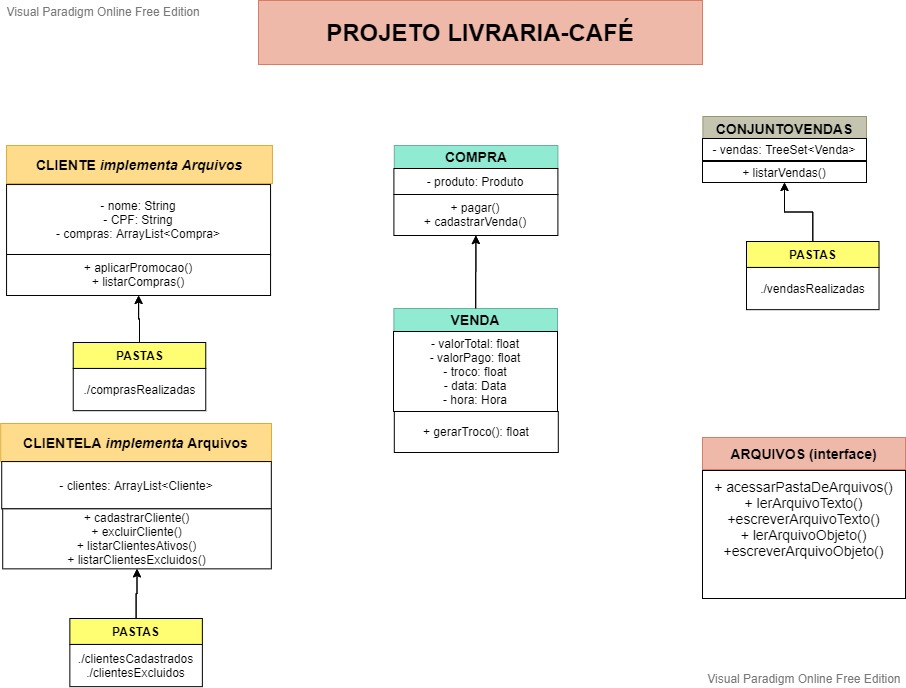 Visual Paradigm Online Free Edition
PROJETO LIVRARIA-CAFÉ
CLIENTE implementa Arquivos
- nome: String
- CPF: String
- compras: ArrayList<Compra>
+ aplicarPromocao()
+ listarCompras()
PASTAS
./comprasRealizadas
CLIENTELA implementa Arquivos
- clientes: ArrayList<Cliente>
+ cadastrarCliente()
+ excluirCliente()
+ listarClientesAtivos()
+ listarClientesExcluidos()
PASTAS
./clientesCadastrados
./clientesExcluidos
COMPRA
- produto: Produto
+ pagar()
+ cadastrarVenda()
VENDA
- valorTotal: float
- valorPago: float
- troco: float
- data: Data
- hora: Hora
+ gerarTroco(): float
CONJUNTOVENDAS
- vendas: TreeSet<Venda>
+ listarVendas()
PASTAS
./vendasRealizadas
ARQUIVOS (interface)
+ acessarPastaDeArquivos()
+ lerArquivoTexto()
+escreverArquivoTexto()
+ lerArquivoObjeto()
+escreverArquivoObjeto()
Visual Paradigm Online Free Edition